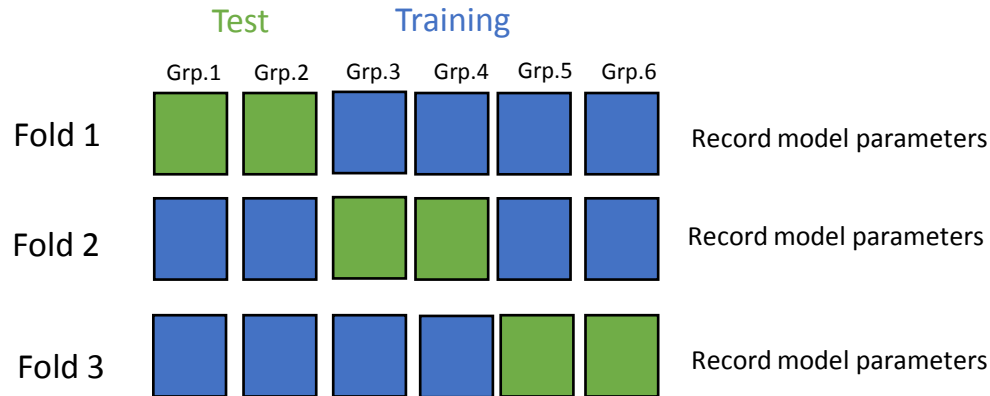 Test Training
Grp.1 Grp.2 Grp.3 Grp.4 Grp.5 Grp.6
Fold 1 Record model parameters
Fold 2 Record model parameters
Fold 3 Record model parameters